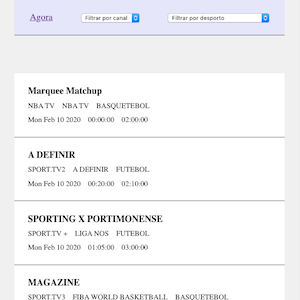 Agora Filtrar por canal Filtrar por desporto
Marquee Matchup
NBA TV NBA TV BASQUETEBOL
Mon Feb 10 2020 00:00:00 02:00:00
A DEFINIR
SPORT.TV2 A DEFINIR FUTEBOL
Mon Feb 10 2020 00:20:00 02:10:00
SPORTING X PORTIMONENSE
SPORT.TV + LIGA NOS FUTEBOL
Mon Feb 10 2020 01:05:00 03:00:00
MAGAZINE
SPORT.TV3 FIBA WORLD BASKETBALL BASQUETEBOL